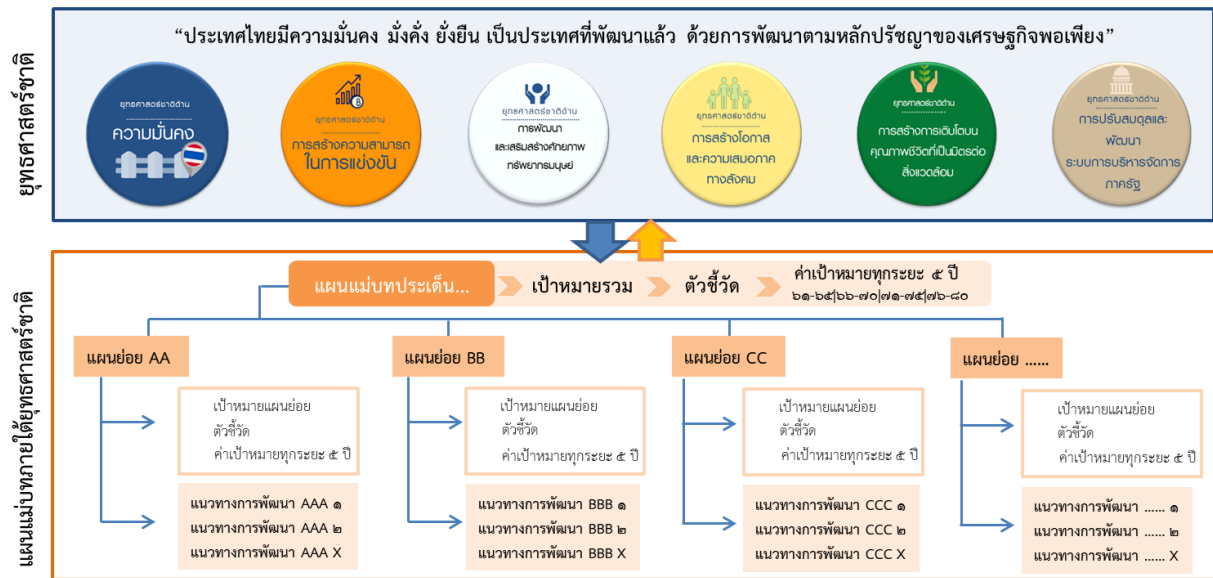 ยุทธศาสตร์ชาติ
“ประเทศไทยมีความมั่นคง มั่งคั่ง ยั่งยืน เป็นประเทศที่พัฒนาแล้ว ด้วยการพัฒนาตามหลักปรัชญาของเศรษฐกิจพอเพียง”
ยุทธศาสตร์ชาติด้าน
ความมั่นคง
ยุทธศาสตร์ชาติด้าน
การสร้างความสามารถ
ในการแข่งขัน
ยุทธศาสตร์ชาติด้าน
การพัฒนา
และเสริมสร้างศักยภาพ
ทรัพยากรมนุษย์
ยุทธศาสตร์ชาติด้าน
การสร้างโอกาส
และความเสมอภาค
ทางสังคม
ยุทธศาสตร์ชาติด้าน
การสร้างการเติบโตบน
คุณภาพชีวิตที่เป็นมิตรต่อ
สิ่งแวดล้อม
ยุทธศาสตร์ชาติด้าน
การปรับสมดุลและ
พัฒนา
ระบบการบริหารจัดการ
ภาครัฐ
แผนแม่บทภายใต้ยุทธศาสตร์ชาติ
แผนแม่บทประเด็น...
เป้าหมายรวม
ตัวชี้วัด
ค่าเป้าหมายทุกระยะ ๕ ปี
๖๑-๖๕|๖๖-๗๐|๗๑-๗๕|๗๖-๘๐
แผนย่อย AA
เป้าหมายแผนย่อย
ตัวชี้วัด
ค่าเป้าหมายทุกระยะ ๕ ปี
แนวทางการพัฒนา AAA ๑
แนวทางการพัฒนา AAA ๒
แนวทางการพัฒนา AAA X
แผนย่อย BB
เป้าหมายแผนย่อย
ตัวชี้วัด
ค่าเป้าหมายทุกระยะ ๕ ปี
แนวทางการพัฒนา BBB ๑
แนวทางการพัฒนา BBB ๒
แนวทางการพัฒนา BBB X
แผนย่อย CC
เป้าหมายแผนย่อย
ตัวชี้วัด
ค่าเป้าหมายทุกระยะ ๕ ปี
แนวทางการพัฒนา CCC ๑
แนวทางการพัฒนา CCC ๒
แนวทางการพัฒนา CCC X
แผนย่อย ......
เป้าหมายแผนย่อย
ตัวชี้วัด
ค่าเป้าหมายทุกระยะ ๕ ปี
แนวทางการพัฒนา ...... ๑
แนวทางการพัฒนา ...... ๒
แนวทางการพัฒนา ...... X